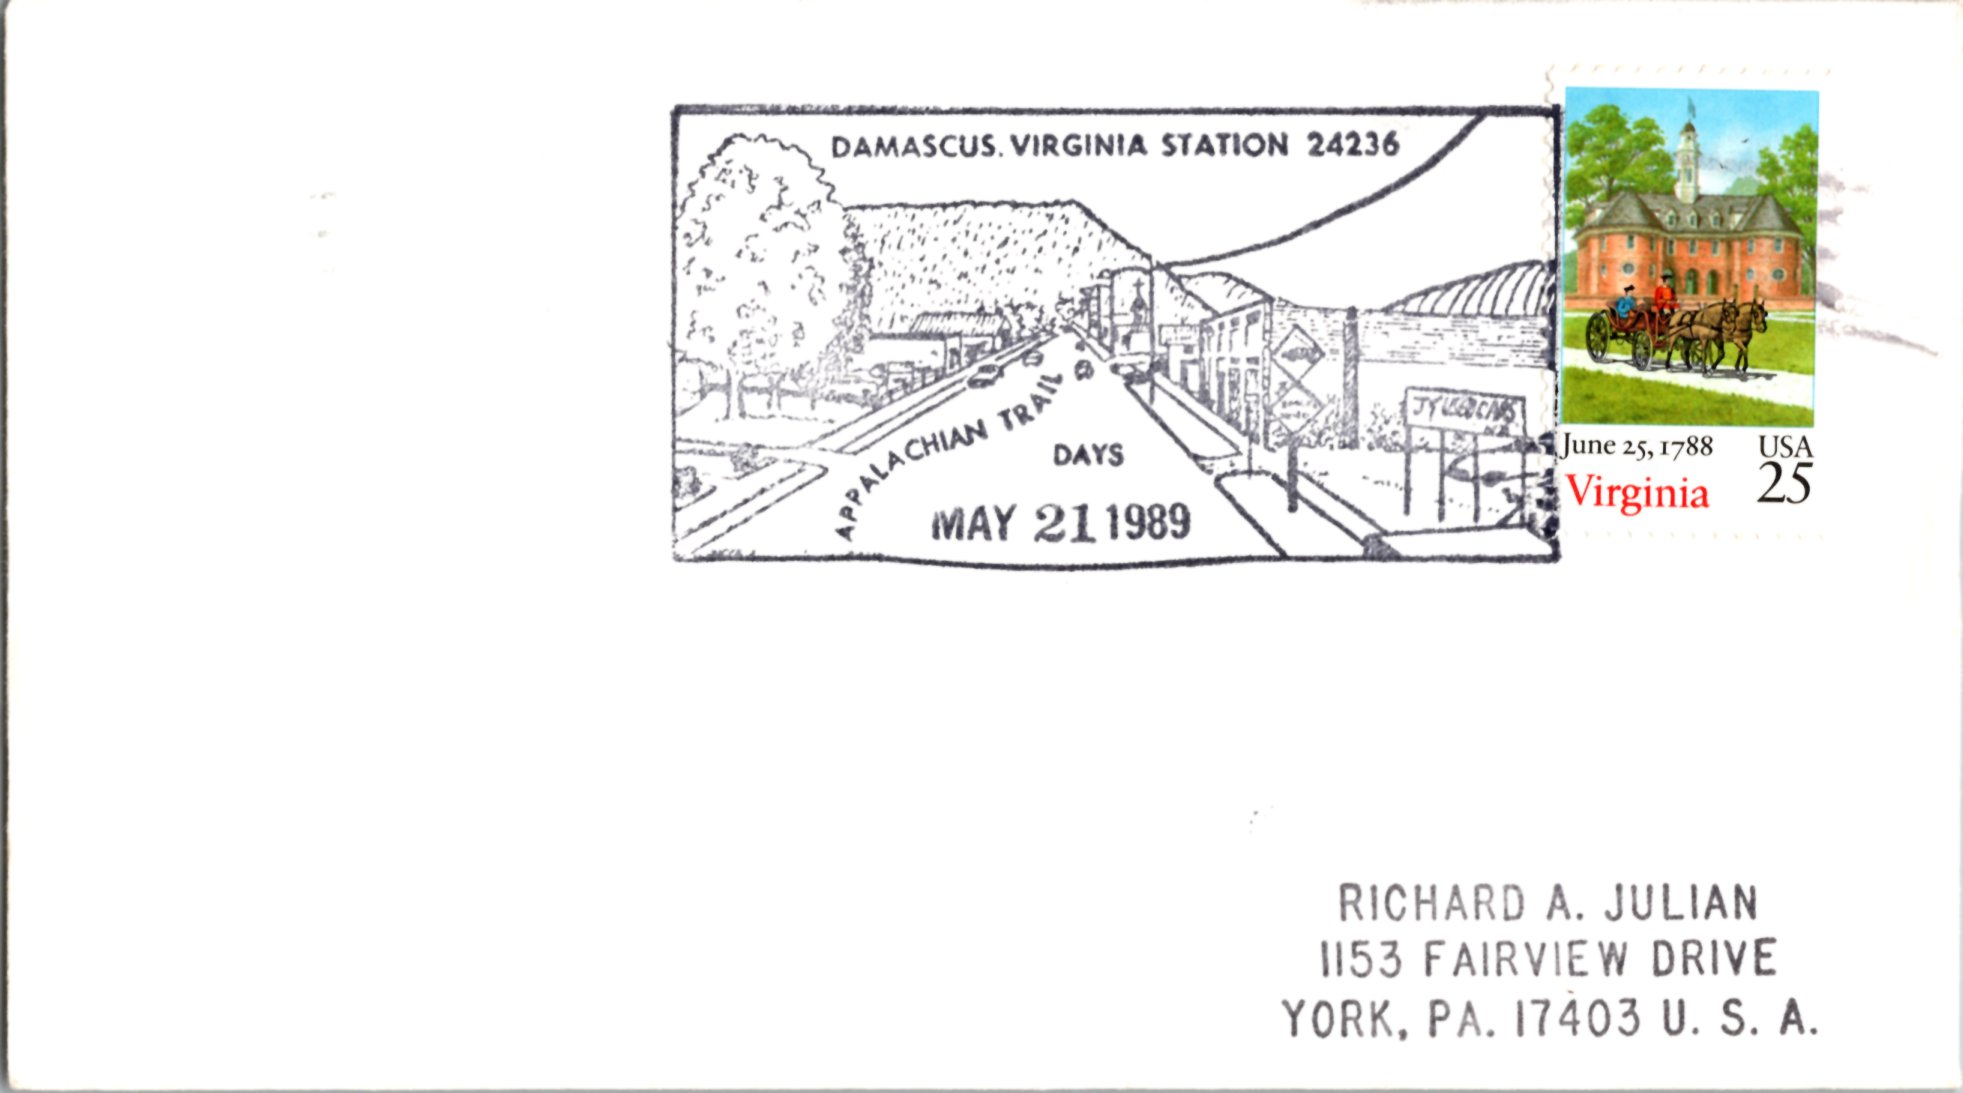 DAMASCUS. VIRGINIA STATION 24236
APPALACHIAN TRAIL
DAYS
MAY 21 1989
June 25, 1788 USA
Virginia 25
RICHARD A. JULIAN
1153 FAIRVIEW DRIVE
YORK, PA. 17403 U. S. A.